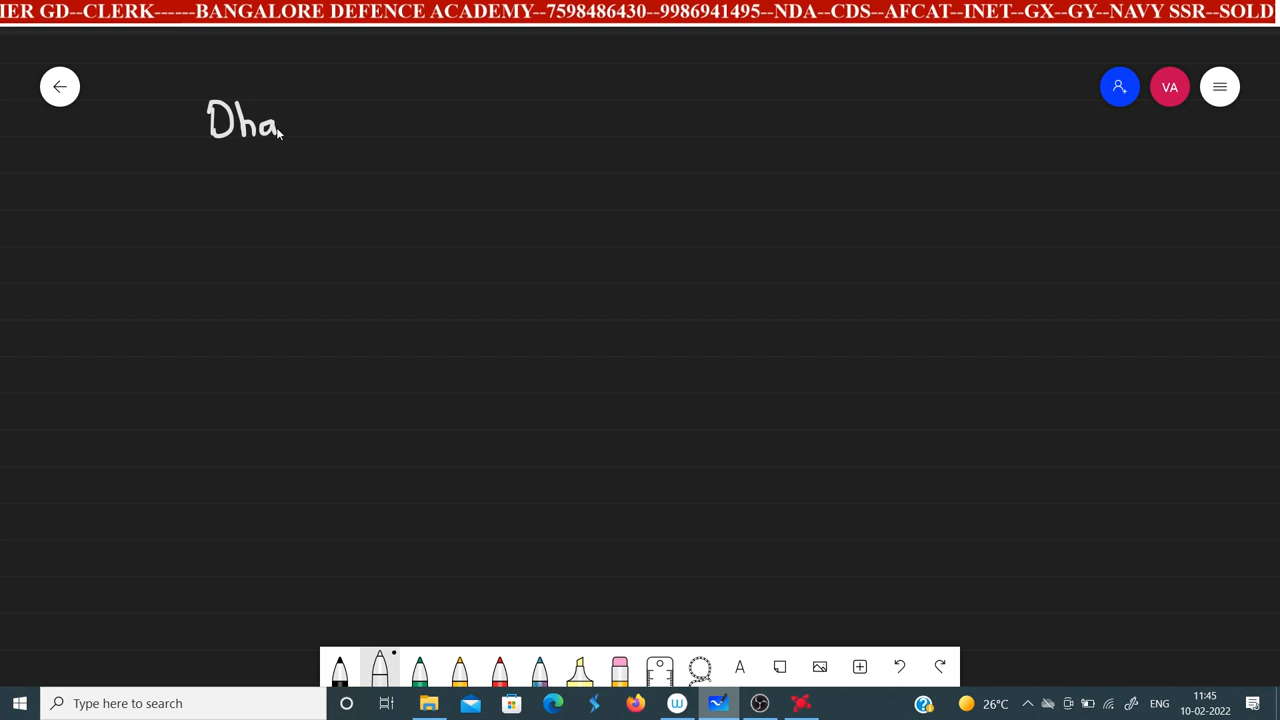 IER GD--CLERK------BANGALORE DEFENCE ACADEMY--7598486430--9986941495--NDA--CDS--AFCAT--INET--GX--GY--NAVY SSR--SOLD
VA
Dha
A
Type here to search
26°C
ENG
11:45
10-02-2022